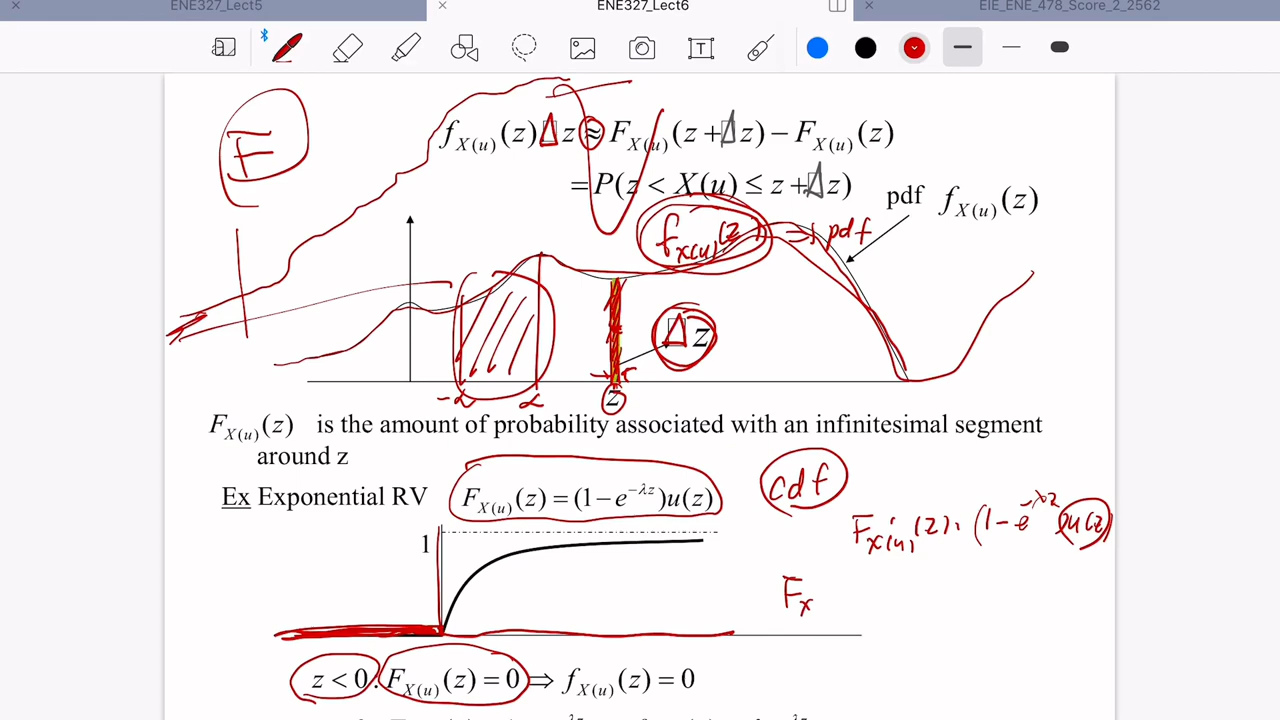 ENE327_Lect5 ENE327_Lect6 EIE_ENE_478_Score_2_2562
T
F
f_{X(u)}(z)Δz ≈ F_{X(u)}(z+Δz) − F_{X(u)}(z)
= P(z < X(u) ≤ z+Δz)
pdf f_{X(u)}(z)
f_{x(u)}(z) ⇒ pdf
Δz
-α α z
F_{X(u)}(z) is the amount of probability associated with an infinitesimal segment
around z
Ex Exponential RV F_{X(u)}(z) = (1−e^{−λz})u(z)
cdf
F_{x(u)}(z) = (1−e^{−λz})u(z)
1
F_x
z < 0 : F_{X(u)}(z) = 0 ⇒ f_{X(u)}(z) = 0